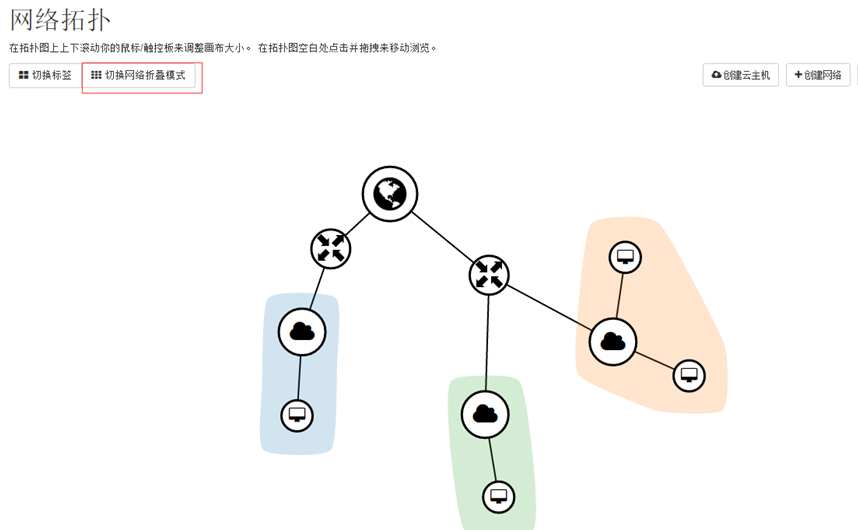 网络拓扑
在拓扑图上上下滚动你的鼠标/触控板来调整画布大小。 在拓扑图空白处点击并拖拽来移动浏览。
切换标签 切换网络折叠模式 创建云主机 创建网络